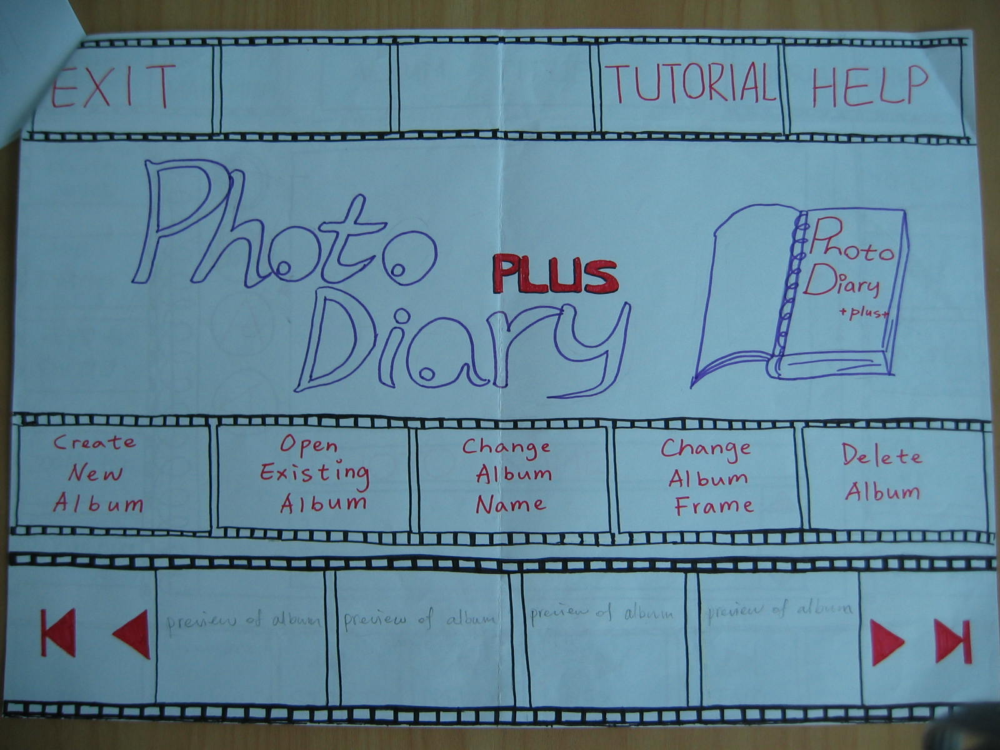 EXIT
TUTORIAL
HELP
Photo
PLUS
Diary
Photo
Diary
+plus+
Create
New
Album
Open
Existing
Album
Change
Album
Name
Change
Album
Frame
Delete
Album
preview of album
preview of album
preview of album
preview of album